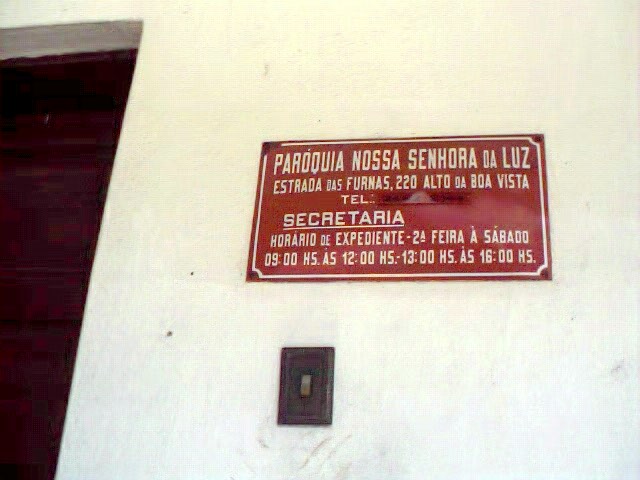 PARÓQUIA NOSSA SENHORA DA LUZ
ESTRADA DAS FURNAS, 220 ALTO DA BOA VISTA
TEL.:
SECRETARIA
HORÁRIO DE EXPEDIENTE - 2ª FEIRA À SÁBADO
09:00 HS. ÀS 12:00 HS. - 13:00 HS. ÀS 16:00 HS.